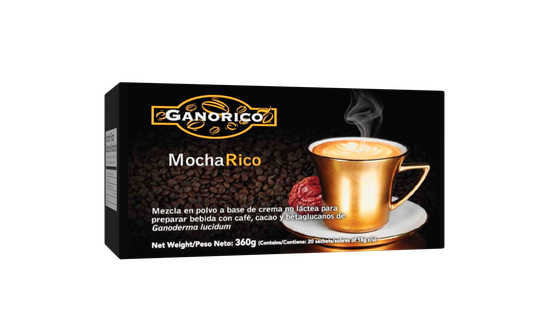 GANORICO
MochaRico
Mezcla en polvo a base de crema no láctea para
preparar bebida con café, cacao y betaglucanos de
Ganoderma lucidum
Net Weight/Peso Neto: 360g (Contains/Contiene: 20 sachets/sobres of 18g c/u)